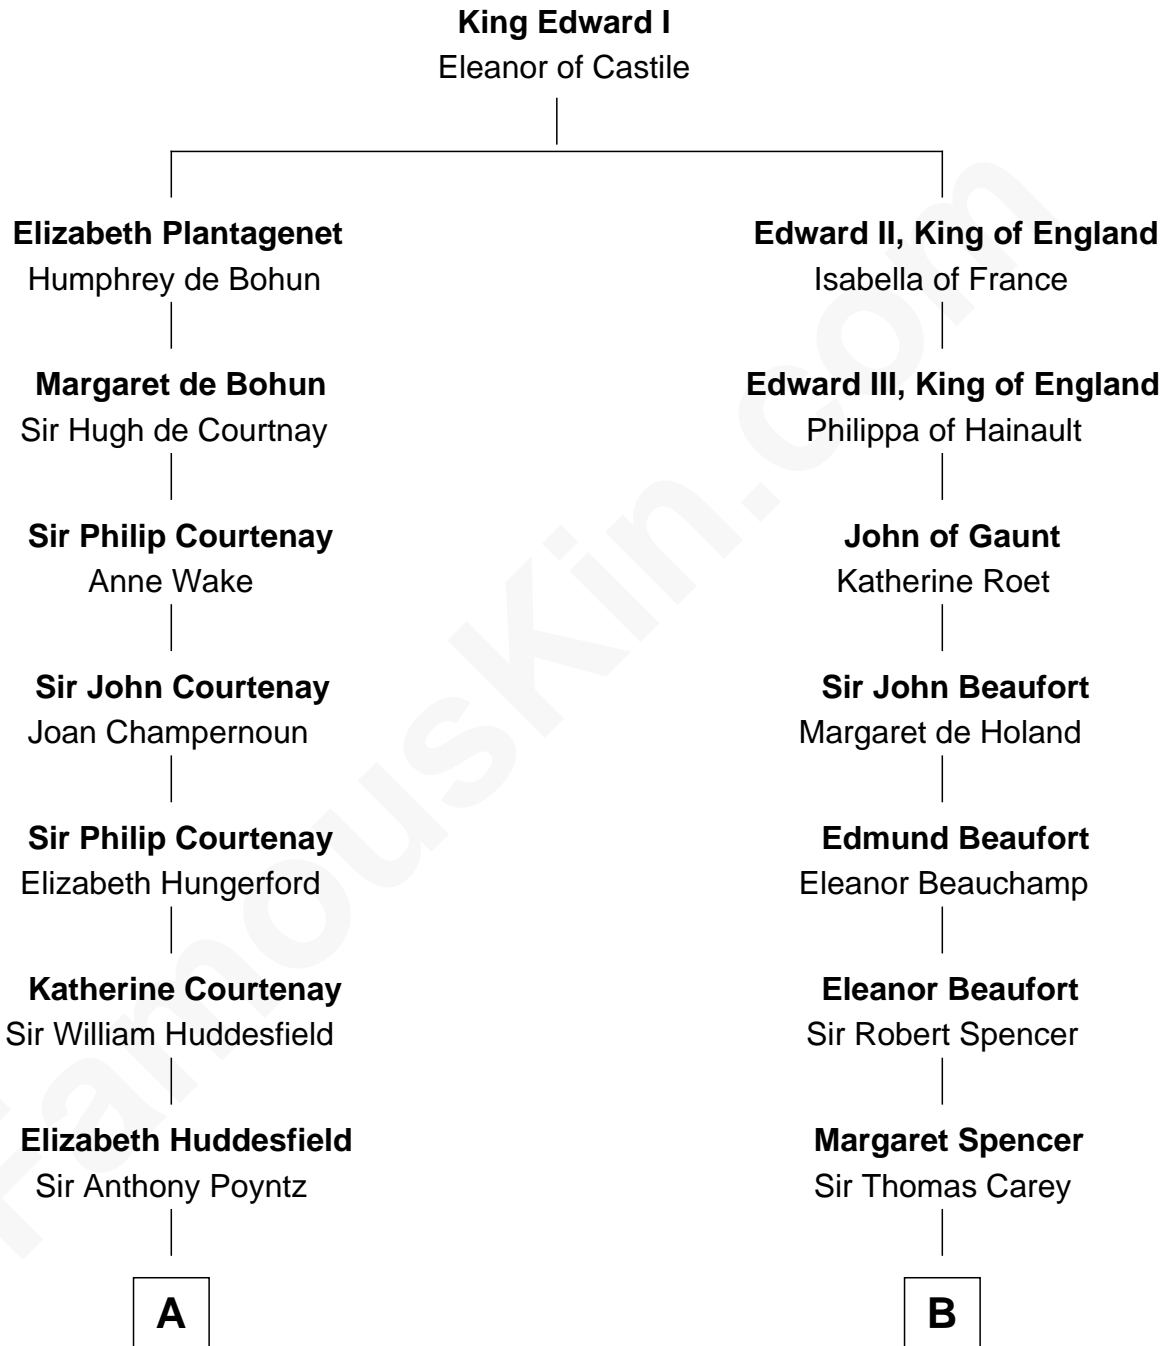 King Edward I
Eleanor of Castile
Elizabeth Plantagenet
Humphrey de Bohun
Edward II, King of England
Isabella of France
Margaret de Bohun
Sir Hugh de Courtnay
Edward III, King of England
Philippa of Hainault
Sir Philip Courtenay
Anne Wake
John of Gaunt
Katherine Roet
Sir John Courtenay
Joan Champernoun
Sir John Beaufort
Margaret de Holand
Sir Philip Courtenay
Elizabeth Hungerford
Edmund Beaufort
Eleanor Beauchamp
Katherine Courtenay
Sir William Huddesfield
Eleanor Beaufort
Sir Robert Spencer
Elizabeth Huddesfield
Sir Anthony Poyntz
Margaret Spencer
Sir Thomas Carey
A
B
FamousKin.com